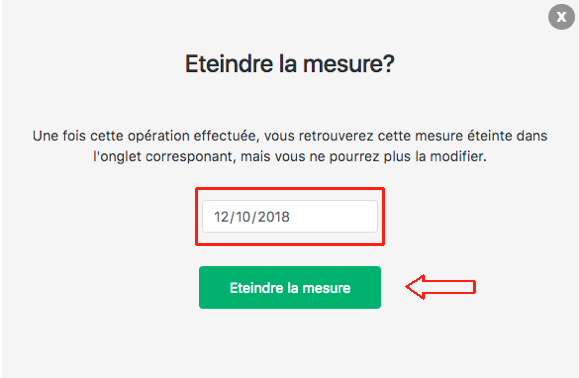 x
Eteindre la mesure?
Une fois cette opération effectuée, vous retrouverez cette mesure éteinte dans
l'onglet corresponant, mais vous ne pourrez plus la modifier.
12/10/2018
Eteindre la mesure